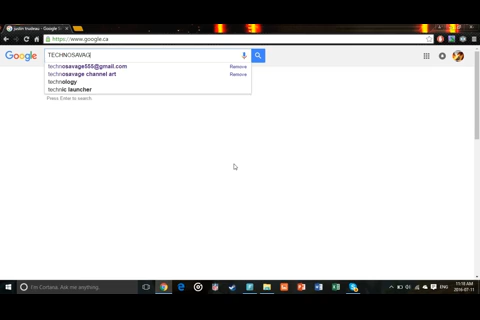 justin trudeau - Google S
https://www.google.ca
Google
TECHNOSAVAG
technosavage555@gmail.com Remove
technosavage channel art Remove
technology
technic launcher
Press Enter to search.
I'm Cortana. Ask me anything.
ENG
11:18 AM
2016-07-11